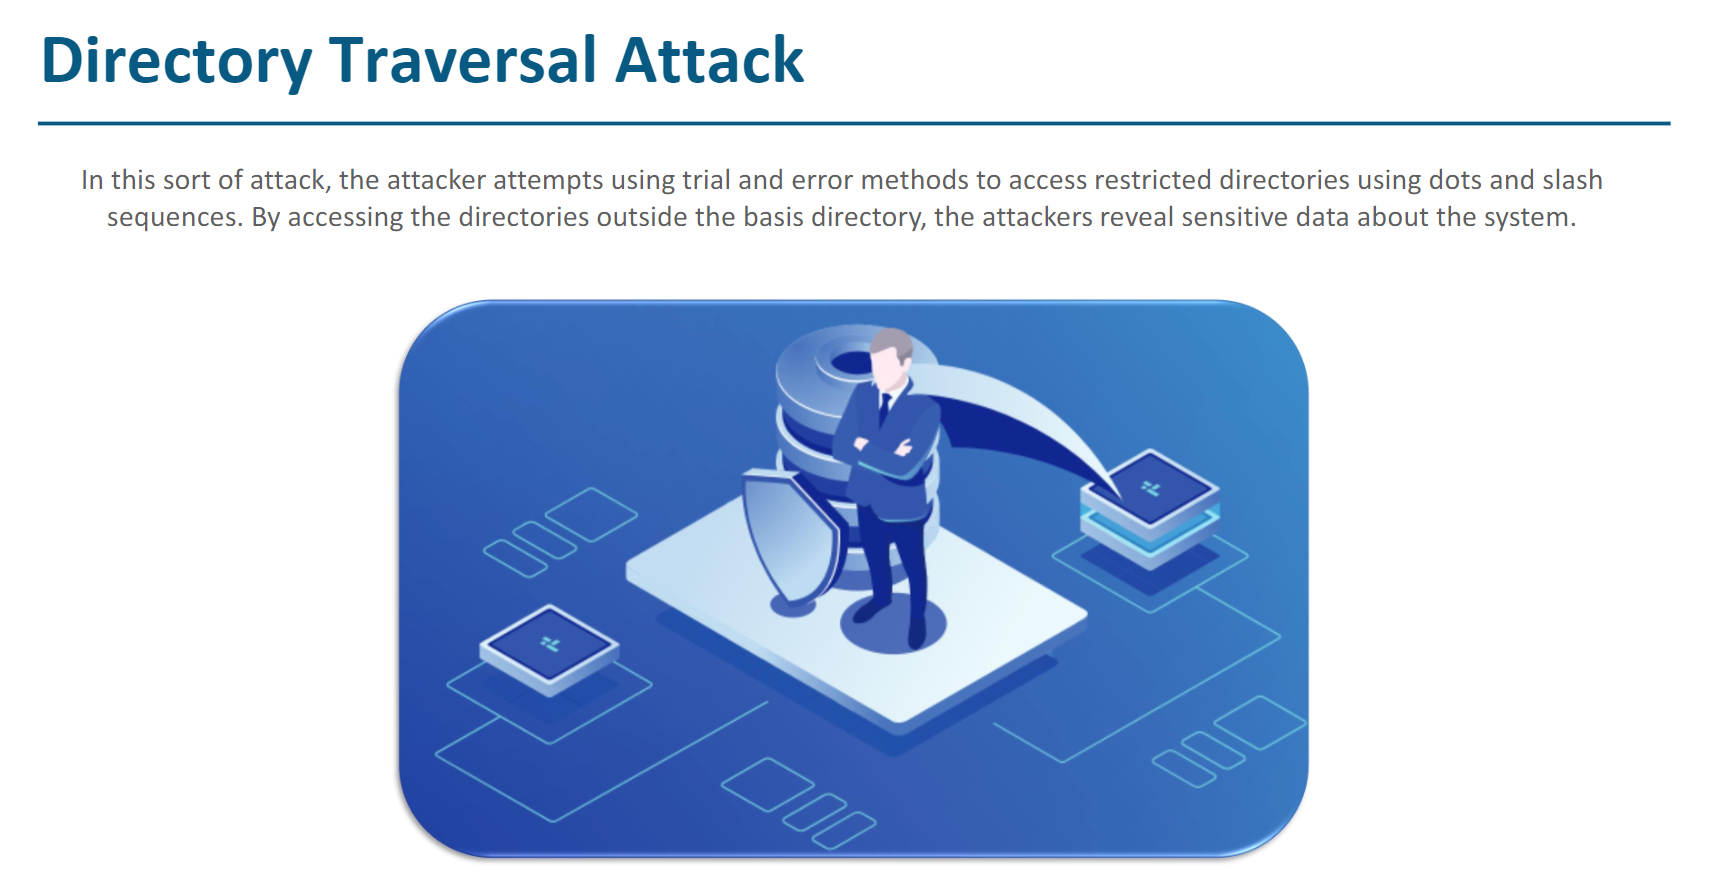 Directory Traversal Attack
In this sort of attack, the attacker attempts using trial and error methods to access restricted directories using dots and slash
sequences. By accessing the directories outside the basis directory, the attackers reveal sensitive data about the system.